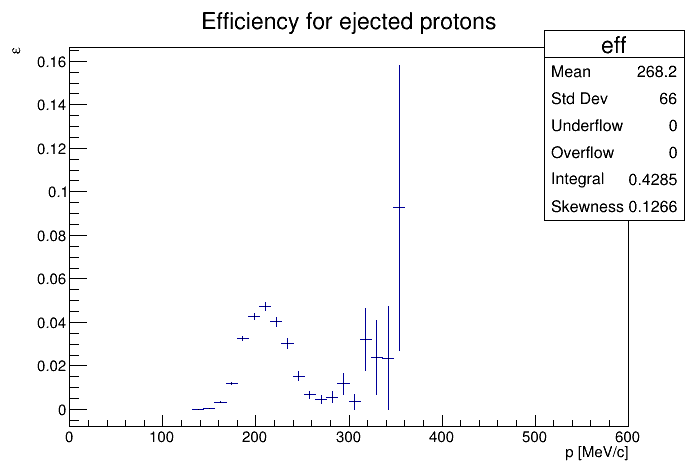 Efficiency for ejected protons
ε
eff
Mean 268.2
Std Dev 66
Underflow 0
Overflow 0
Integral 0.4285
Skewness 0.1266
0.16
0.14
0.12
0.1
0.08
0.06
0.04
0.02
0
0 100 200 300 400 500 600
p [MeV/c]